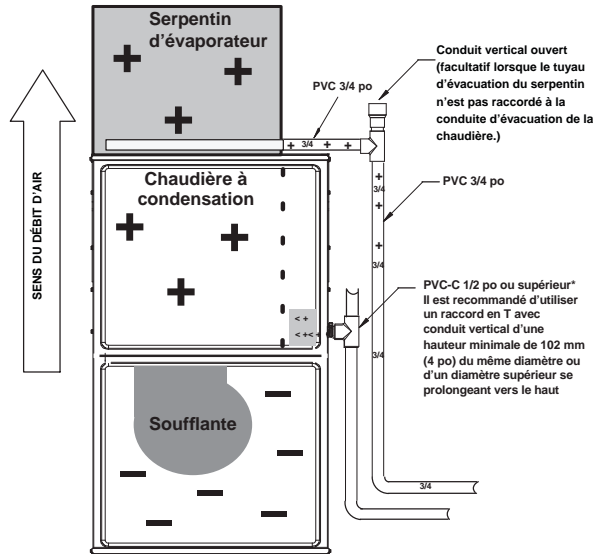 Serpentin
d'évaporateur
Conduit vertical ouvert
(facultatif lorsque le tuyau
d'évacuation du serpentin
n'est pas raccordé à la
conduite d'évacuation de la
chaudière.)
PVC 3/4 po
+ 3/4 + +
Chaudière à
condensation
PVC 3/4 po
+
3/4
+
+
3/4
SENS DU DÉBIT D'AIR
PVC-C 1/2 po ou supérieur*
Il est recommandé d'utiliser
un raccord en T avec
conduit vertical d'une
hauteur minimale de 102 mm
(4 po) du même diamètre ou
d'un diamètre supérieur se
prolongeant vers le haut
< +
< +< +
3/4
Soufflante
3/4